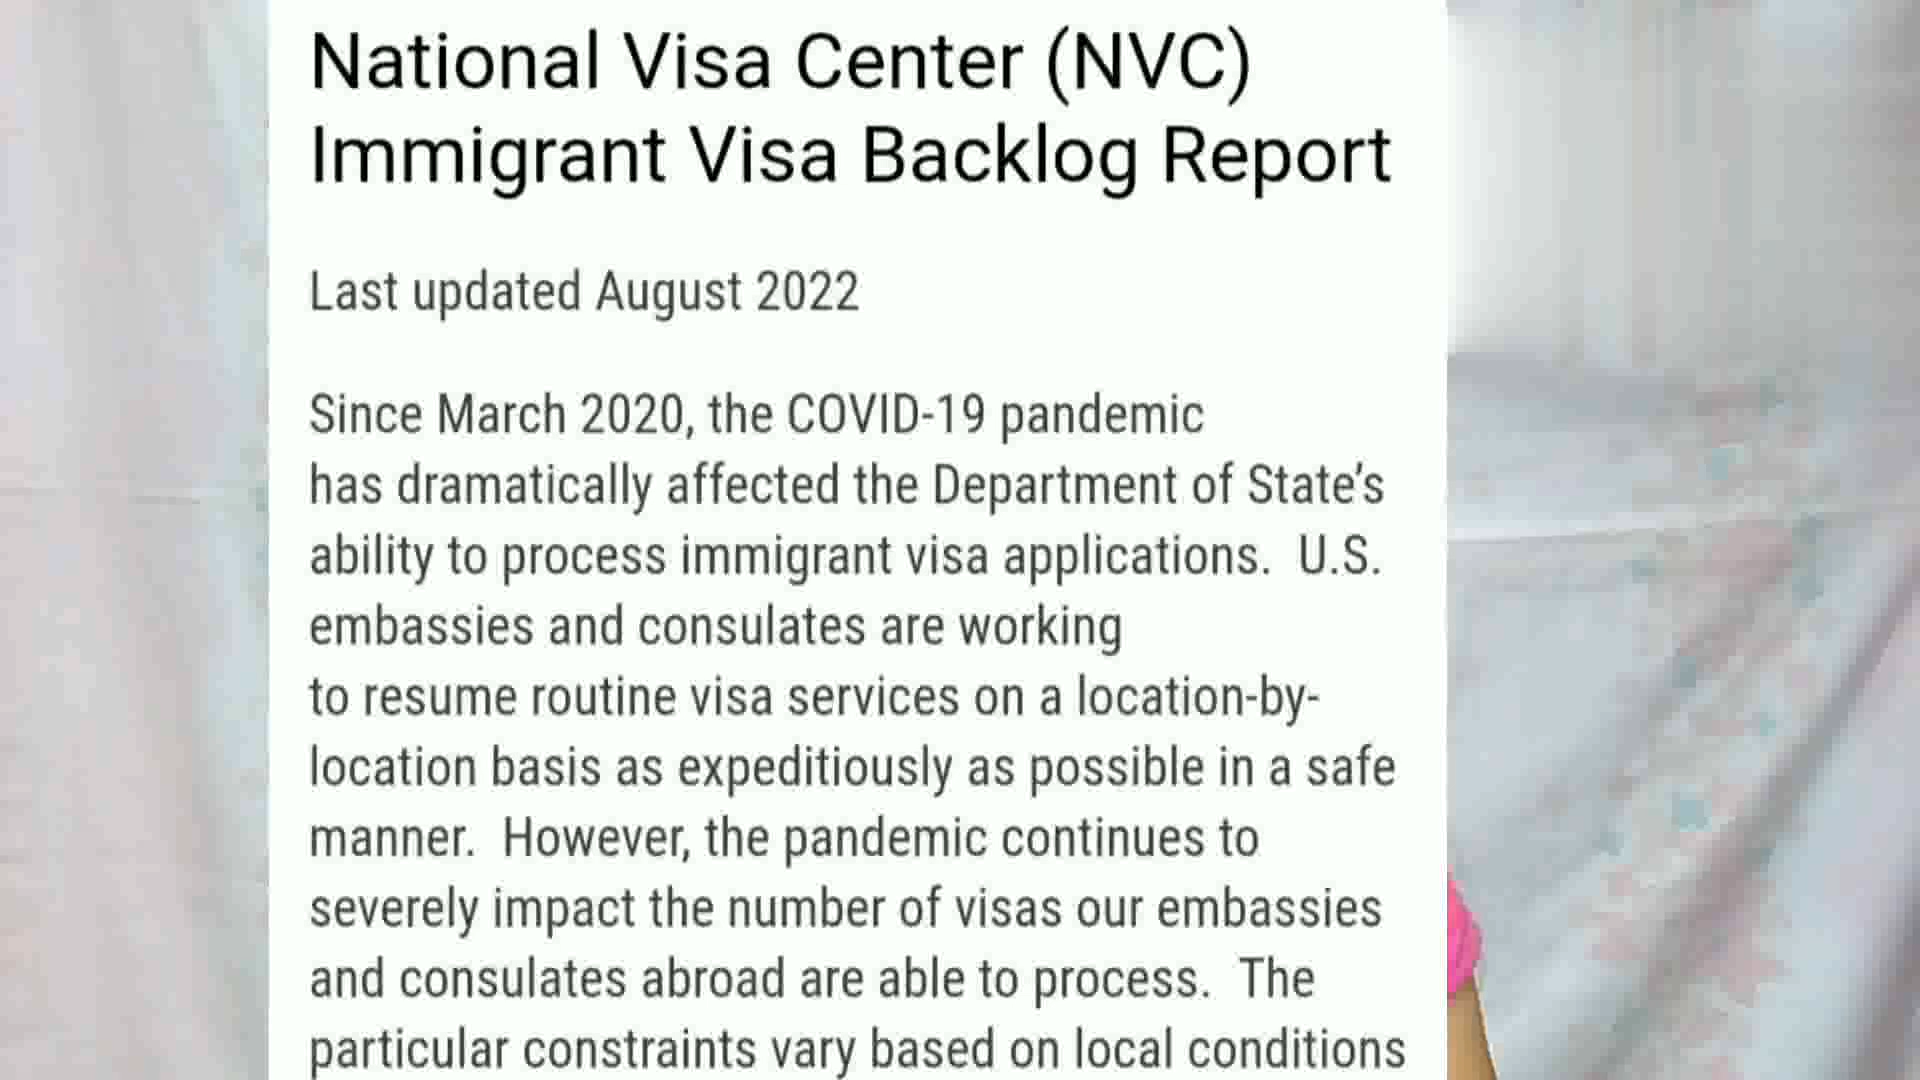 National Visa Center (NVC)
Immigrant Visa Backlog Report
Last updated August 2022
Since March 2020, the COVID-19 pandemic
has dramatically affected the Department of State’s
ability to process immigrant visa applications.  U.S.
embassies and consulates are working
to resume routine visa services on a location-by-
location basis as expeditiously as possible in a safe
manner.  However, the pandemic continues to
severely impact the number of visas our embassies
and consulates abroad are able to process.  The
particular constraints vary based on local conditions